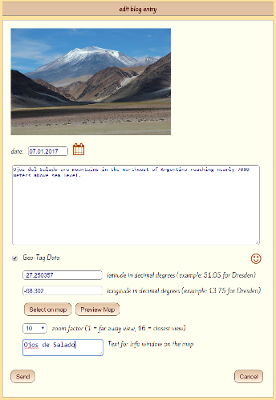 edit blog entry
date: 07.01.2017
Ojos del Salado are mountains in the northwest of Argentina reaching nearly 7000
meters above sea level.
Geo-Tag Data
-27.250357 latitude in decimal degrees (example: 51.03 for Dresden)
-68.302 longitude in decimal degrees (example: 13.75 for Dresden)
Select on map Preview Map
10 zoom factor (1 = far away view, 16 = closest view)
Ojos de Salado Text for info window on the map
Send Cancel